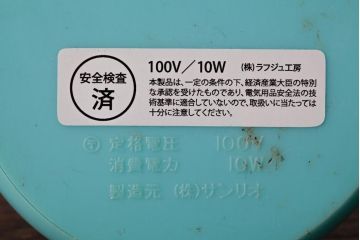 安全検査
済
100V／10W (株)ラフジュ工房
本製品は、一定の条件の下、経済産業大臣の特別
な承認を受けたものであり、電気用品安全法の技
術基準に適合していないので、取扱いに当たっては
十分に注意してください。
定格電圧 100V
消費電力 10W
製造元 (株)サンリオ